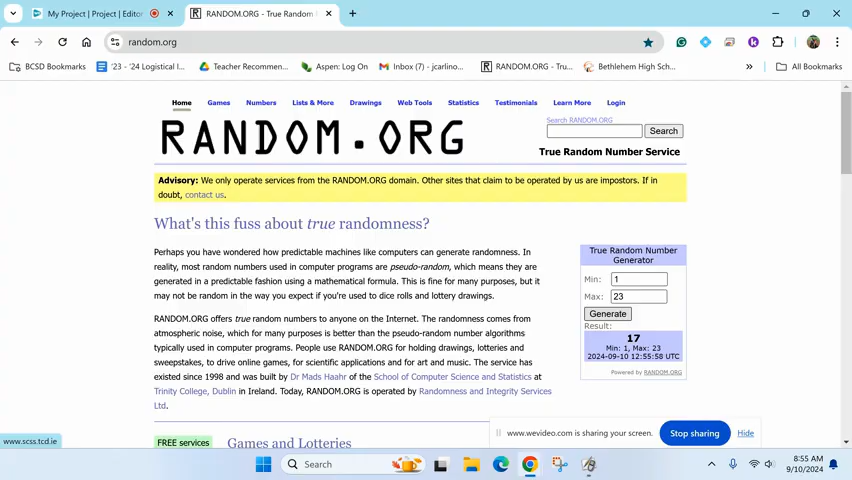 My Project | Project | Editor
RANDOM.ORG - True Random
random.org
BCSD Bookmarks
'23 - '24 Logistical I...
Teacher Recommen...
Aspen: Log On
Inbox (7) - jcarlino...
RANDOM.ORG - Tru...
Bethlehem High Sch...
»
All Bookmarks
Home Games Numbers Lists & More Drawings Web Tools Statistics Testimonials Learn More Login
RANDOM.ORG
Search RANDOM.ORG
Search
True Random Number Service
Advisory: We only operate services from the RANDOM.ORG domain. Other sites that claim to be operated by us are impostors. If in
doubt, contact us.
What's this fuss about true randomness?
Perhaps you have wondered how predictable machines like computers can generate randomness. In
reality, most random numbers used in computer programs are pseudo-random, which means they are
generated in a predictable fashion using a mathematical formula. This is fine for many purposes, but it
may not be random in the way you expect if you're used to dice rolls and lottery drawings.
RANDOM.ORG offers true random numbers to anyone on the Internet. The randomness comes from
atmospheric noise, which for many purposes is better than the pseudo-random number algorithms
typically used in computer programs. People use RANDOM.ORG for holding drawings, lotteries and
sweepstakes, to drive online games, for scientific applications and for art and music. The service has
existed since 1998 and was built by Dr Mads Haahr of the School of Computer Science and Statistics at
Trinity College, Dublin in Ireland. Today, RANDOM.ORG is operated by Randomness and Integrity Services
Ltd.
True Random Number
Generator
Min: 1
Max: 23
Generate
Result:
17
Min: 1, Max: 23
2024-09-10 12:55:58 UTC
Powered by RANDOM.ORG
FREE services
Games and Lotteries
www.scss.tcd.ie
www.wevideo.com is sharing your screen.
Stop sharing
Hide
Search
8:55 AM
9/10/2024